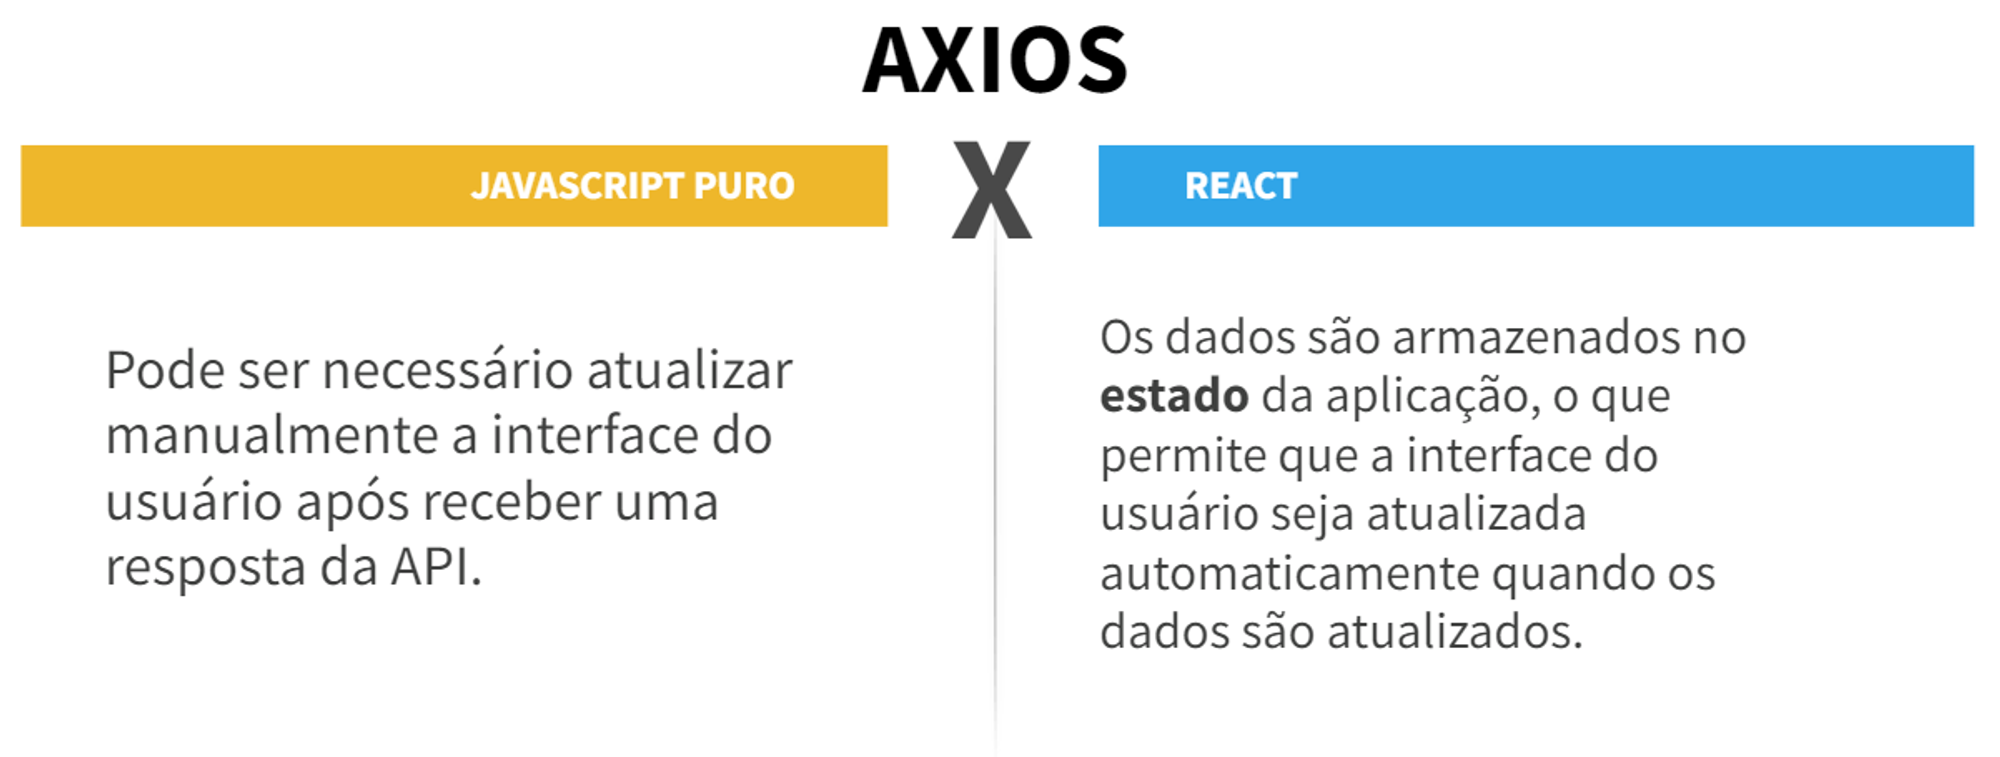 AXIOS
JAVASCRIPT PURO
X
REACT
Pode ser necessário atualizar
manualmente a interface do
usuário após receber uma
resposta da API.
Os dados são armazenados no
estado da aplicação, o que
permite que a interface do
usuário seja atualizada
automaticamente quando os
dados são atualizados.